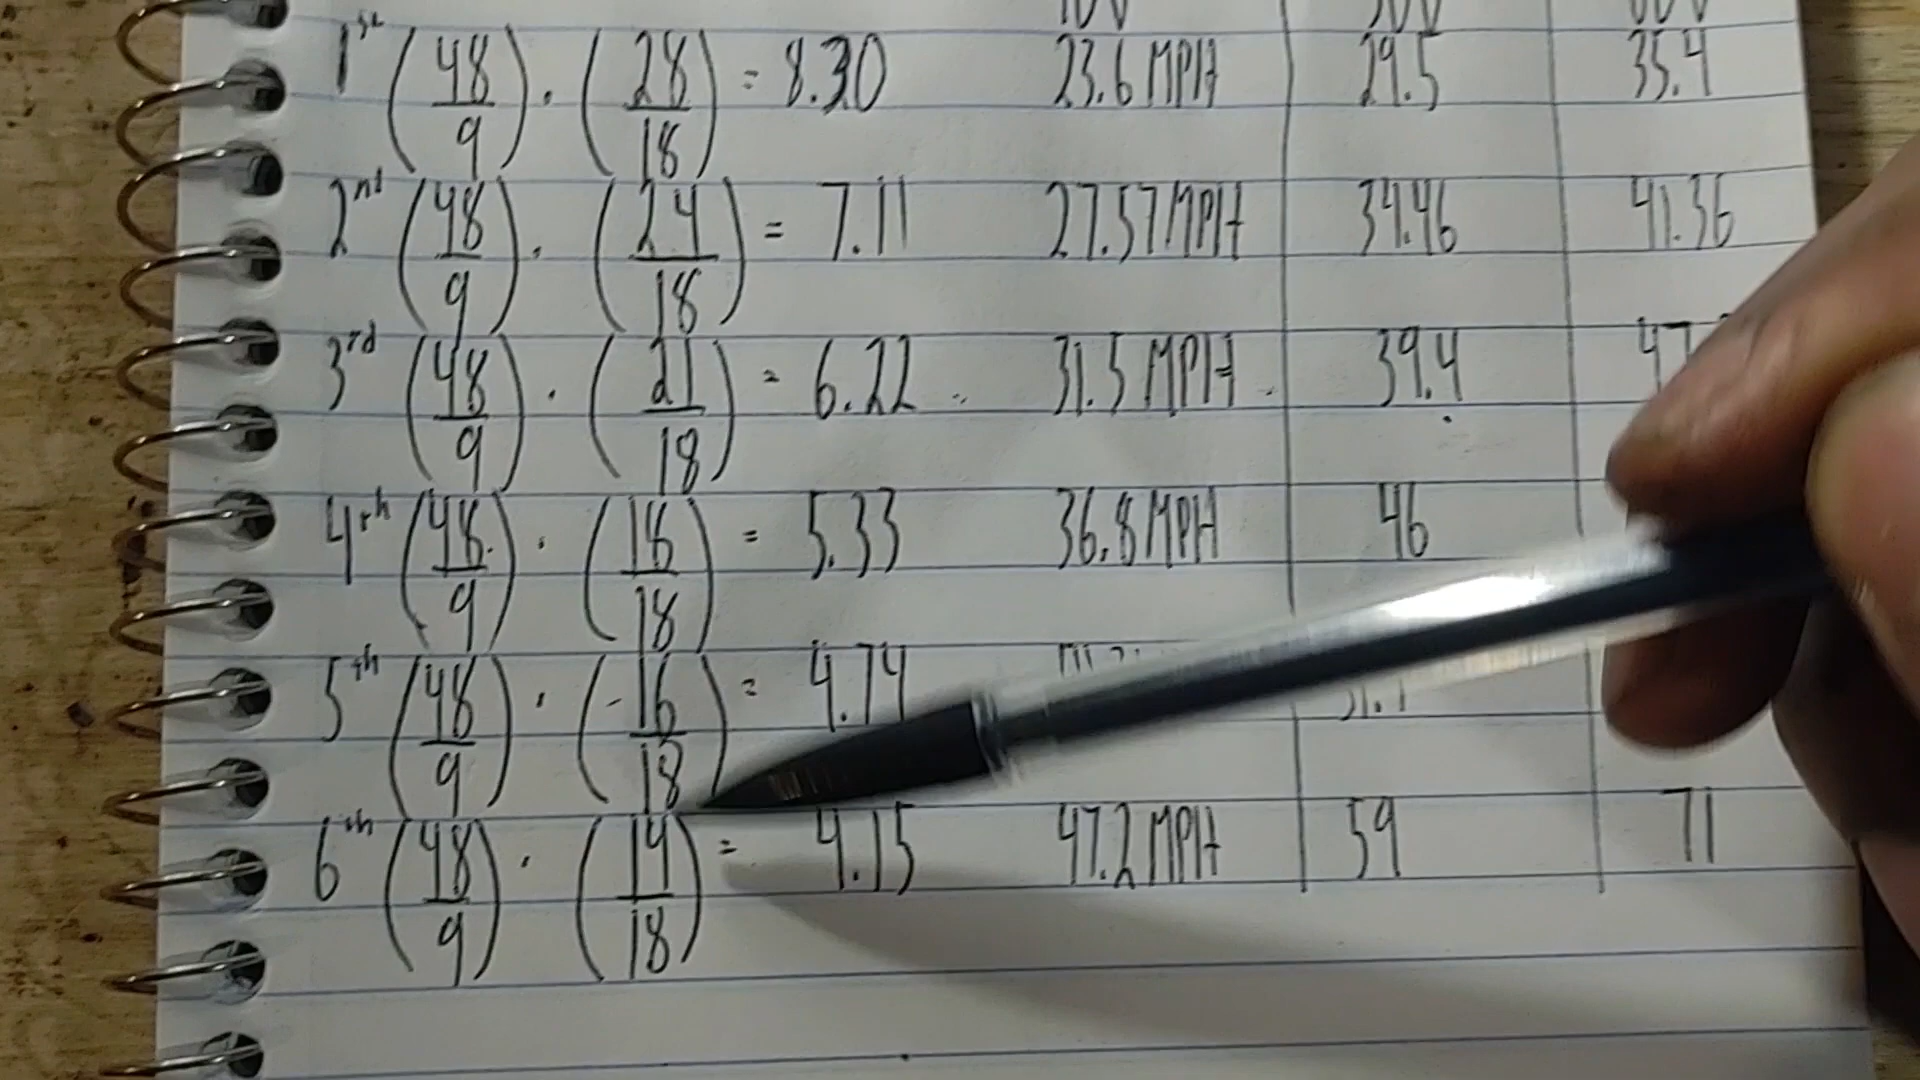 1st (48/9) · (28/18) = 8.30 23.6 MPH 29.5 35.4
2nd (48/9) · (24/18) = 7.11 27.57 MPH 34.46 41.36
3rd (48/9) · (21/18) = 6.22 31.5 MPH 39.4
4th (48/9) · (18/18) = 5.33 36.8 MPH 46
5th (48/9) · (16/18) = 4.74
6th (48/9) · (14/18) = 4.15 47.2 MPH 59 71